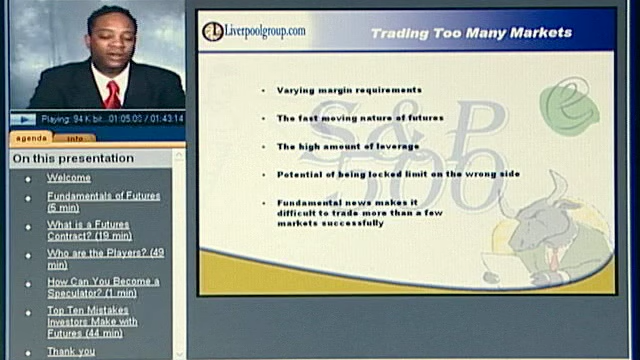 Liverpoolgroup.com
Trading Too Many Markets
Varying margin requirements
The fast moving nature of futures
The high amount of leverage
Potential of being locked limit on the wrong side
Fundamental news makes it
difficult to trade more than a few
markets successfully
S&P
500
e
Playing: 94 K bit...01:05:06 / 01:43:14
agenda
info
On this presentation
Welcome
Fundamentals of Futures
(5 min)
What is a Futures
Contract? (19 min)
Who are the Players? (49
min)
How Can You Become a
Speculator? (1 min)
Top Ten Mistakes
Investors Make with
Futures (44 min)
Thank you